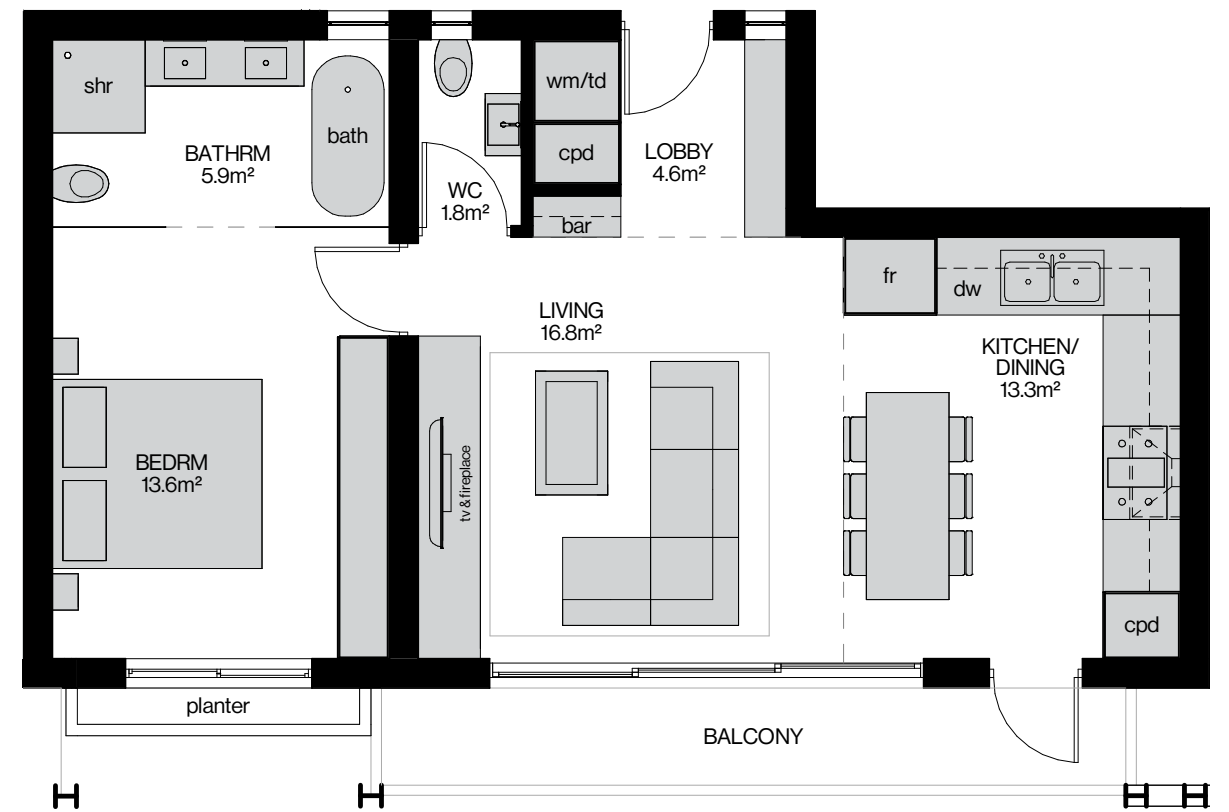 shr
bath
BATHRM
5.9m²
WC
1.8m²
wm/td
cpd
bar
LOBBY
4.6m²
LIVING
16.8m²
fr
dw
KITCHEN/
DINING
13.3m²
BEDRM
13.6m²
tv & fireplace
cpd
planter
BALCONY